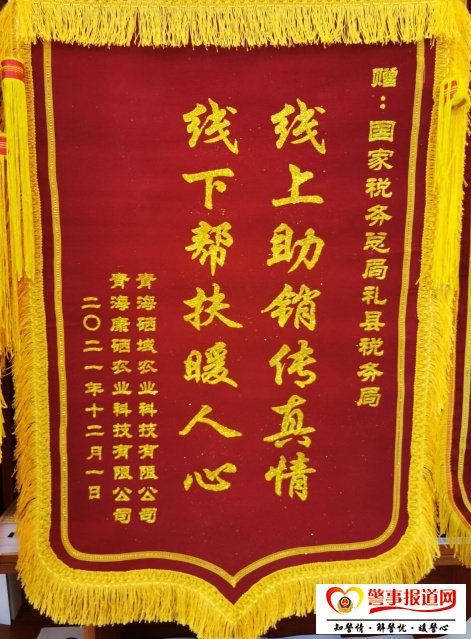 赠：国家税务总局礼县税务局
线上助销传真情
线下帮扶暖人心
青海硒域农业科技有限公司
青海康硒农业科技有限公司
二〇二一年十二月一日
警事报道网
知警情·解警忧·暖警心